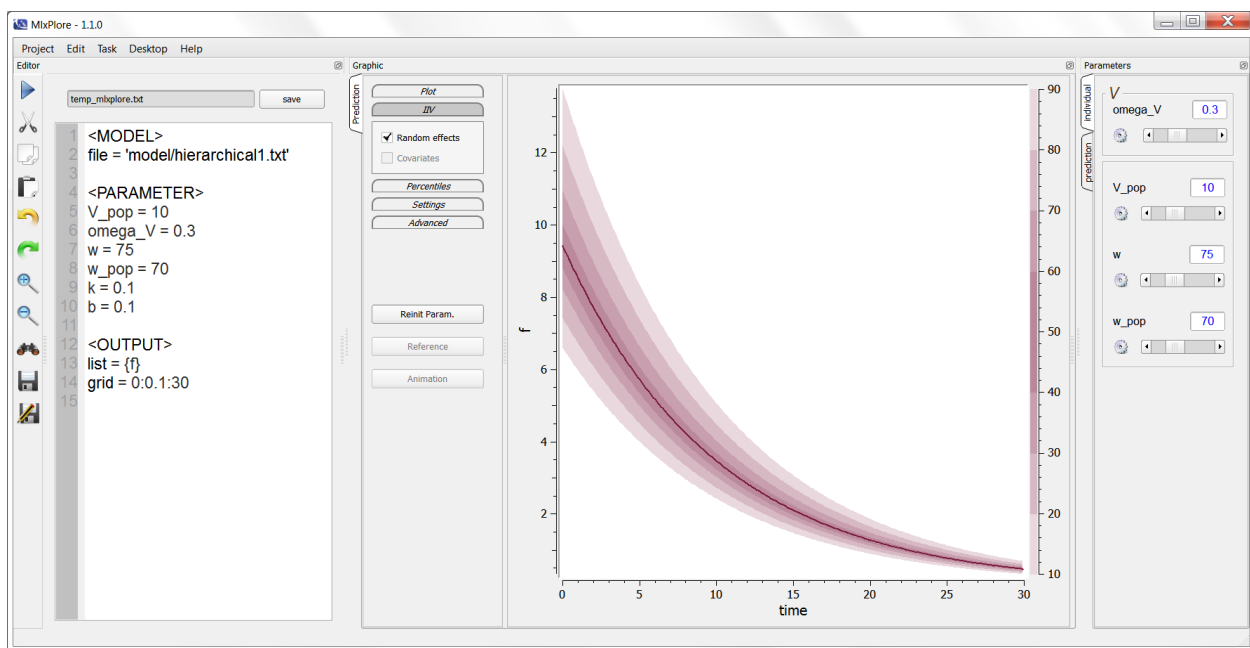 MlxPlore - 1.1.0
Project Edit Task Desktop Help
Editor
temp_mlxplore.txt save
1 <MODEL>
2 file = 'model/hierarchical1.txt'
3
4 <PARAMETER>
5 V_pop = 10
6 omega_V = 0.3
7 w = 75
8 w_pop = 70
9 k = 0.1
10 b = 0.1
11
12 <OUTPUT>
13 list = {f}
14 grid = 0:0.1:30
15
Graphic
Prediction
Plot
IIV
Random effects
Covariates
Percentiles
Settings
Advanced
Reinit Param.
Reference
Animation
f
12
10
8
6
4
2
0 5 10 15 20 25 30
time
90
80
70
60
50
40
30
20
10
Parameters
individual
prediction
V
omega_V 0.3
V_pop 10
w 75
w_pop 70